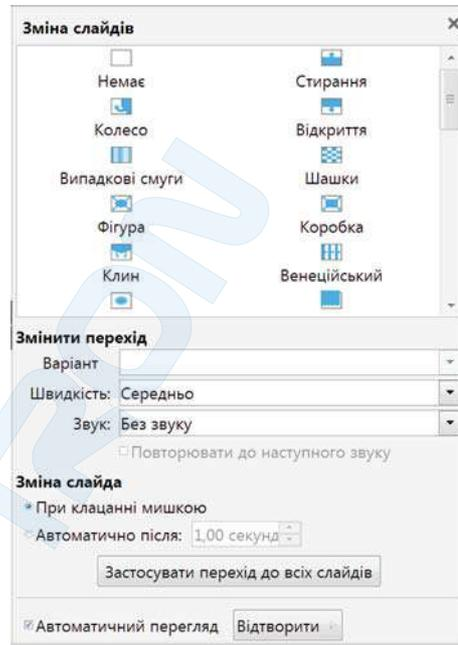 Зміна слайдів
Немає Стирання
Колесо Відкриття
Випадкові смуги Шашки
Фігура Коробка
Клин Венеційський
Змінити перехід
Варіант
Швидкість: Середньо
Звук: Без звуку
Повторювати до наступного звуку
Зміна слайда
При клацанні мишкою
Автоматично після: 1,00 секунд
Застосувати перехід до всіх слайдів
Автоматичний перегляд Відтворити